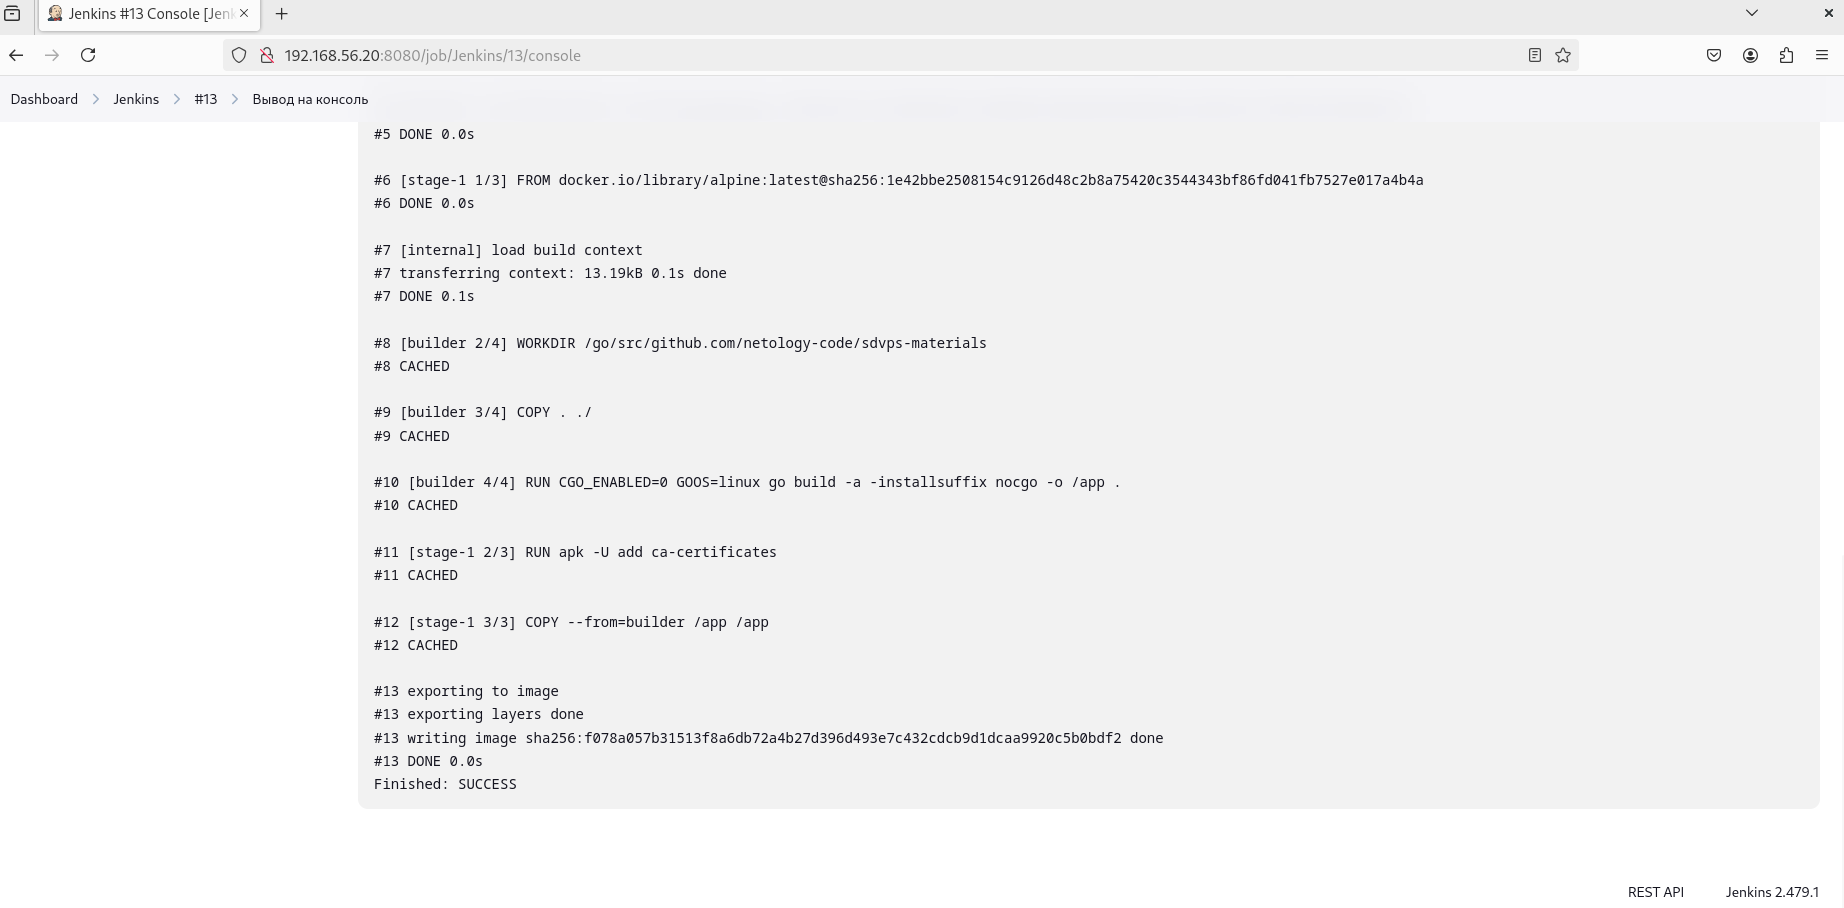 Jenkins #13 Console [Jenk
192.168.56.20:8080/job/Jenkins/13/console
Dashboard > Jenkins > #13 > Вывод на консоль
#5 DONE 0.0s
#6 [stage-1 1/3] FROM docker.io/library/alpine:latest@sha256:1e42bbe2508154c9126d48c2b8a75420c3544343bf86fd041fb7527e017a4b4a
#6 DONE 0.0s
#7 [internal] load build context
#7 transferring context: 13.19kB 0.1s done
#7 DONE 0.1s
#8 [builder 2/4] WORKDIR /go/src/github.com/netology-code/sdvps-materials
#8 CACHED
#9 [builder 3/4] COPY . ./
#9 CACHED
#10 [builder 4/4] RUN CGO_ENABLED=0 GOOS=linux go build -a -installsuffix nocgo -o /app .
#10 CACHED
#11 [stage-1 2/3] RUN apk -U add ca-certificates
#11 CACHED
#12 [stage-1 3/3] COPY --from=builder /app /app
#12 CACHED
#13 exporting to image
#13 exporting layers done
#13 writing image sha256:f078a057b31513f8a6db72a4b27d396d493e7c432cdcb9d1dcaa9920c5b0bdf2 done
#13 DONE 0.0s
Finished: SUCCESS
REST API Jenkins 2.479.1